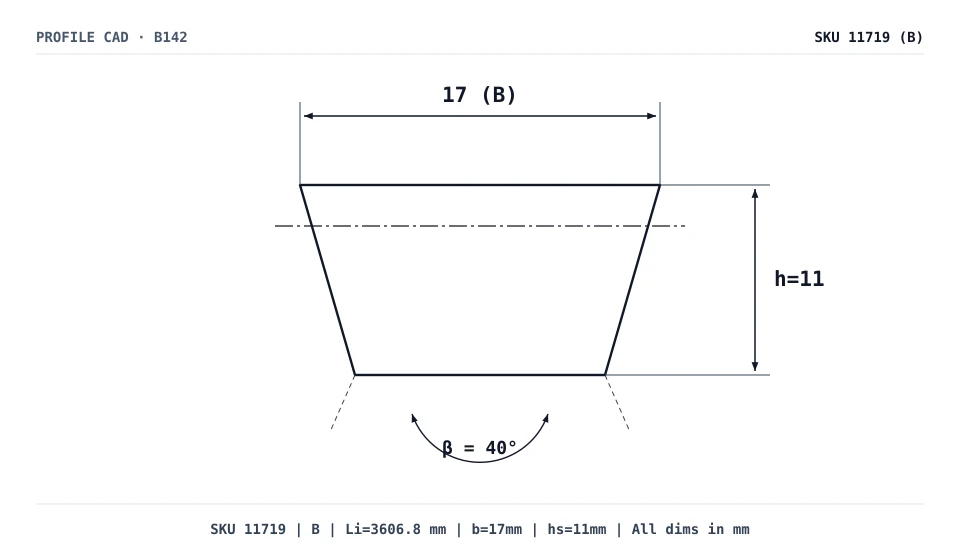 PROFILE CAD · B142
SKU 11719 (B)
17 (B)
h=11
β = 40°
SKU 11719 | B | Li=3606.8 mm | b=17mm | hs=11mm | All dims in mm